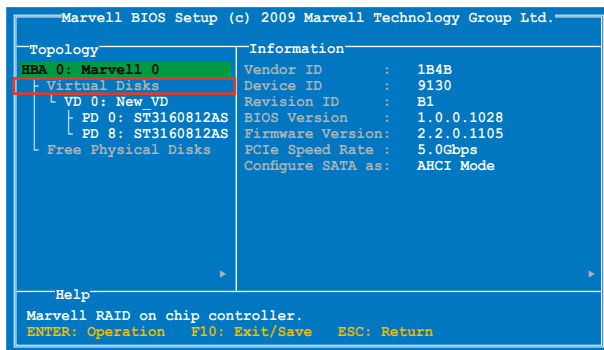 Marvell BIOS Setup (c) 2009 Marvell Technology Group Ltd.
Topology
HBA 0: Marvell 0
Virtual Disks
VD 0: New_VD
PD 0: ST3160812AS
PD 8: ST3160812AS
Free Physical Disks
Information
Vendor ID : 1B4B
Device ID : 9130
Revision ID : B1
BIOS Version : 1.0.0.1028
Firmware Version: 2.2.0.1105
PCIe Speed Rate : 5.0Gbps
Configure SATA as: AHCI Mode
Help
Marvell RAID on chip controller.
ENTER: Operation F10: Exit/Save ESC: Return